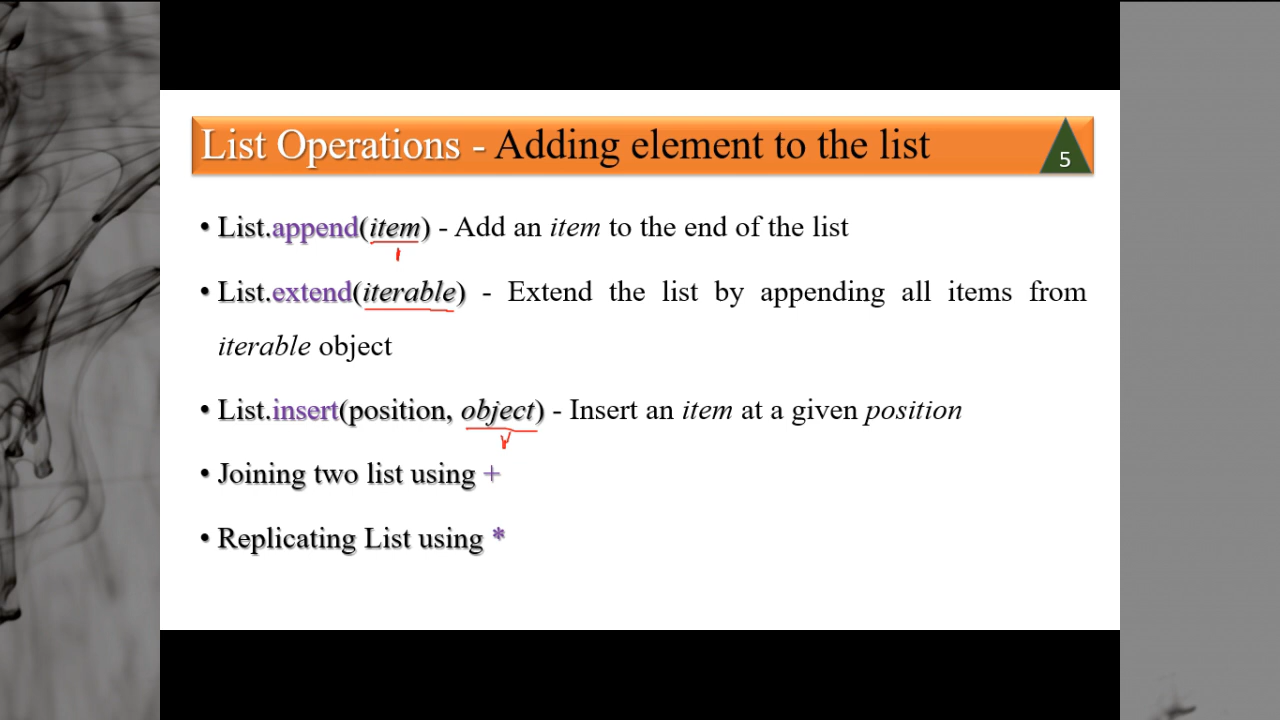 List Operations - Adding element to the list
5
• List.append(item) - Add an item to the end of the list
• List.extend(iterable) - Extend the list by appending all items from
iterable object
• List.insert(position, object) - Insert an item at a given position
• Joining two list using +
• Replicating List using *